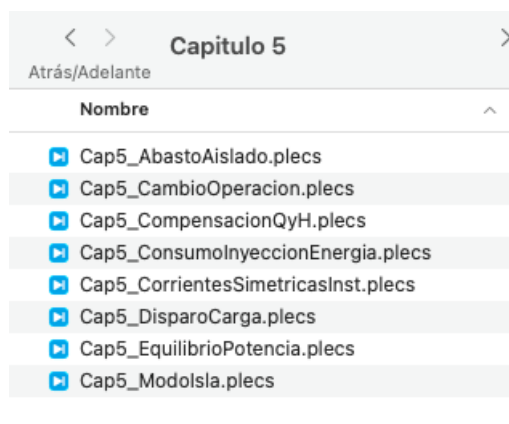 Capitulo 5
Atrás/Adelante
Nombre
Cap5_AbastoAislado.plecs
Cap5_CambioOperacion.plecs
Cap5_CompensacionQyH.plecs
Cap5_ConsumoInyeccionEnergia.plecs
Cap5_CorrientesSimetricasInst.plecs
Cap5_DisparoCarga.plecs
Cap5_EquilibrioPotencia.plecs
Cap5_ModoIsla.plecs